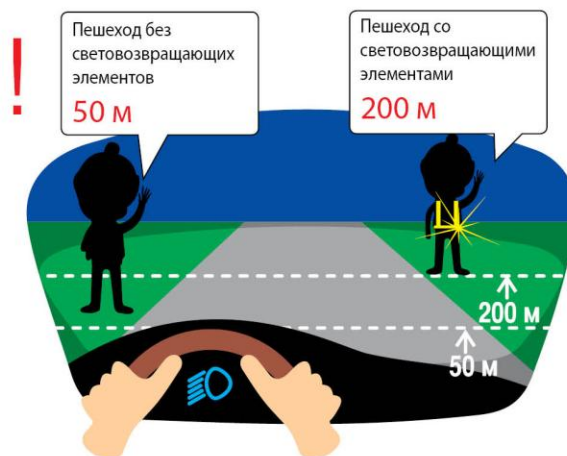 !
Пешеход без
световозвращающих
элементов
50 м
Пешеход со
световозвращающими
элементами
200 м
200 м
50 м